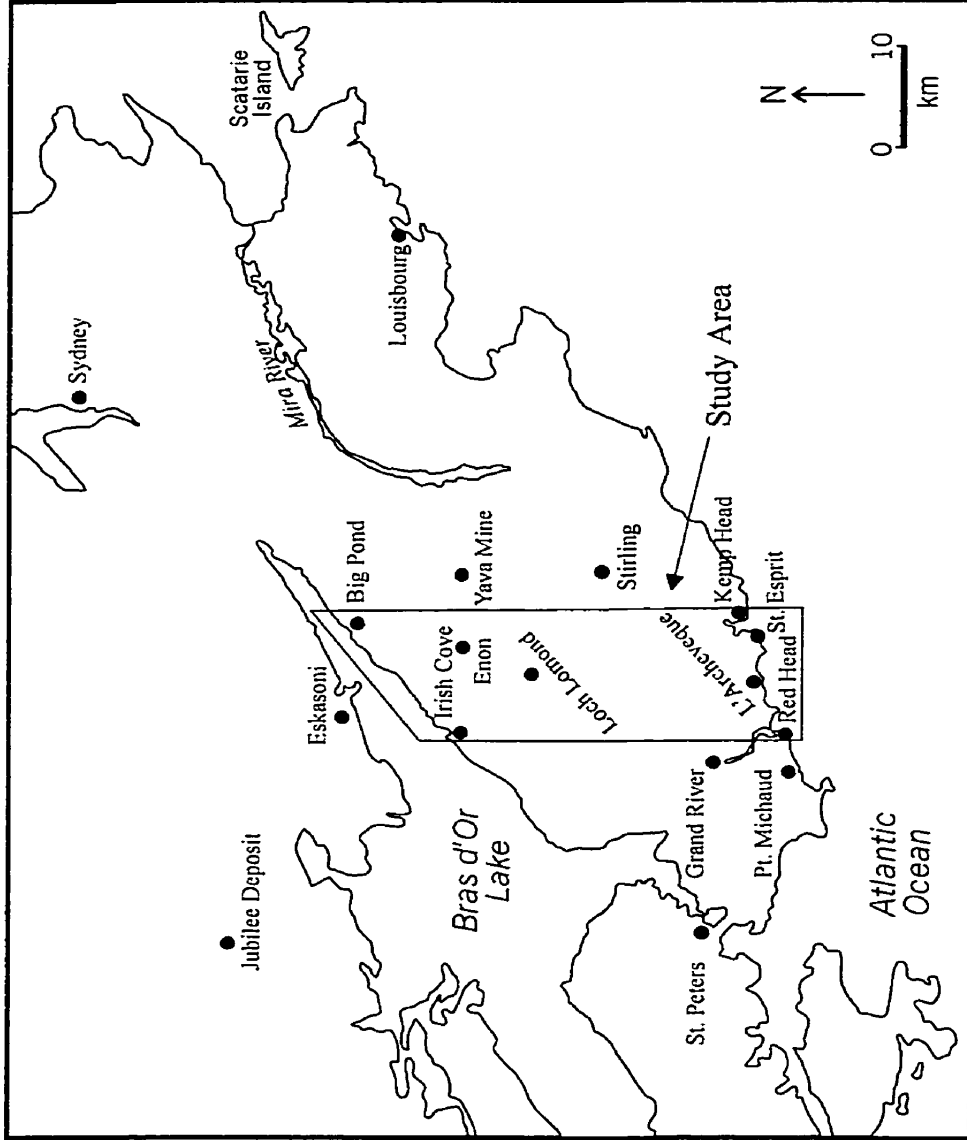 Scatarie
Island
Sydney
Mira River
Louisbourg
N
0 10
km
Big Pond
Eskasoni
Irish Cove
Enon
Yava Mine
Jubilee Deposit
Bras d'Or
Lake
Loch Lomond
Stirling
Study Area
L'Archeveque
Kemp Head
St. Esprit
Red Head
Grand River
Pt. Michaud
St. Peters
Atlantic
Ocean